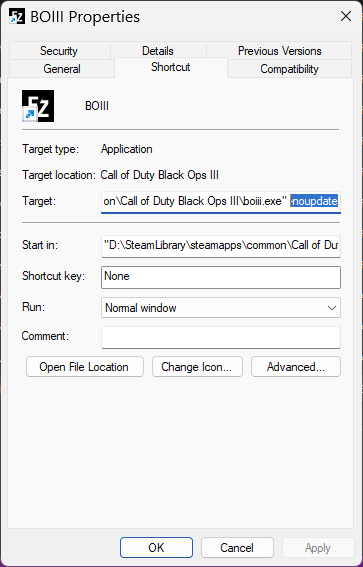 BOIII Properties
Security Details Previous Versions
General Shortcut Compatibility
Ez
BOIII
Target type: Application
Target location: Call of Duty Black Ops III
Target: on\Call of Duty Black Ops III\boiii.exe" -noupdate
Start in: "D:\SteamLibrary\steamapps\common\Call of Du
Shortcut key: None
Run: Normal window
Comment:
Open File Location Change Icon... Advanced...
OK Cancel Apply